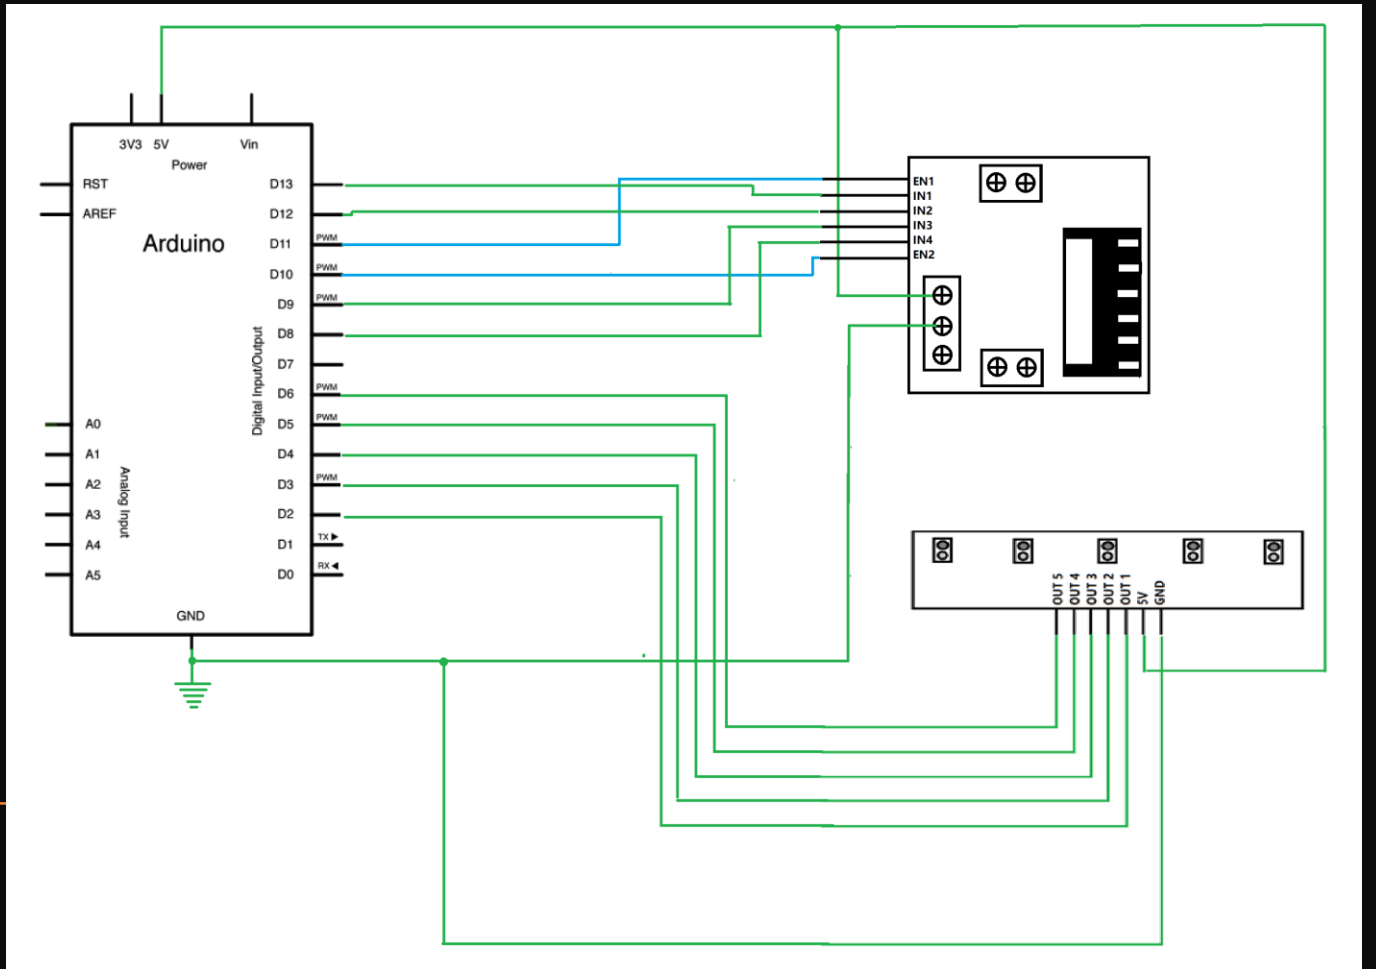 3V3 5V Vin
Power
RST D13
AREF D12
Arduino D11 PWM
D10 PWM
D9 PWM
D8
D7
D6 PWM
A0 D5 PWM
A1 D4
A2 D3 PWM
A3 D2
A4 D1 TX
A5 D0 RX
Digital Input/Output
Analog Input
GND
EN1
IN1
IN2
IN3
IN4
EN2
OUT 5
OUT 4
OUT 3
OUT 2
OUT 1
5V
GND